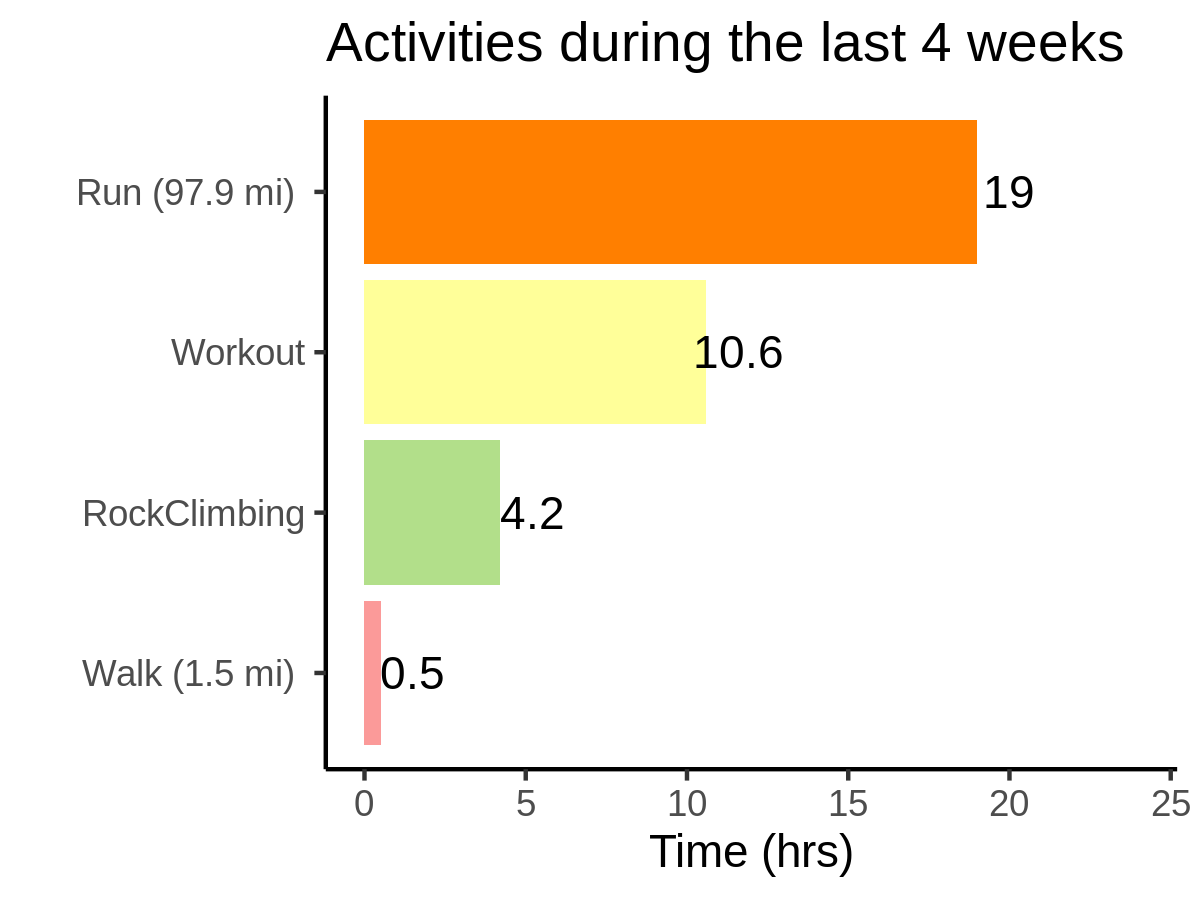 Activities during the last 4 weeks
Run (97.9 mi)
19
Workout
10.6
RockClimbing
4.2
Walk (1.5 mi)
0.5
0 5 10 15 20 25
Time (hrs)